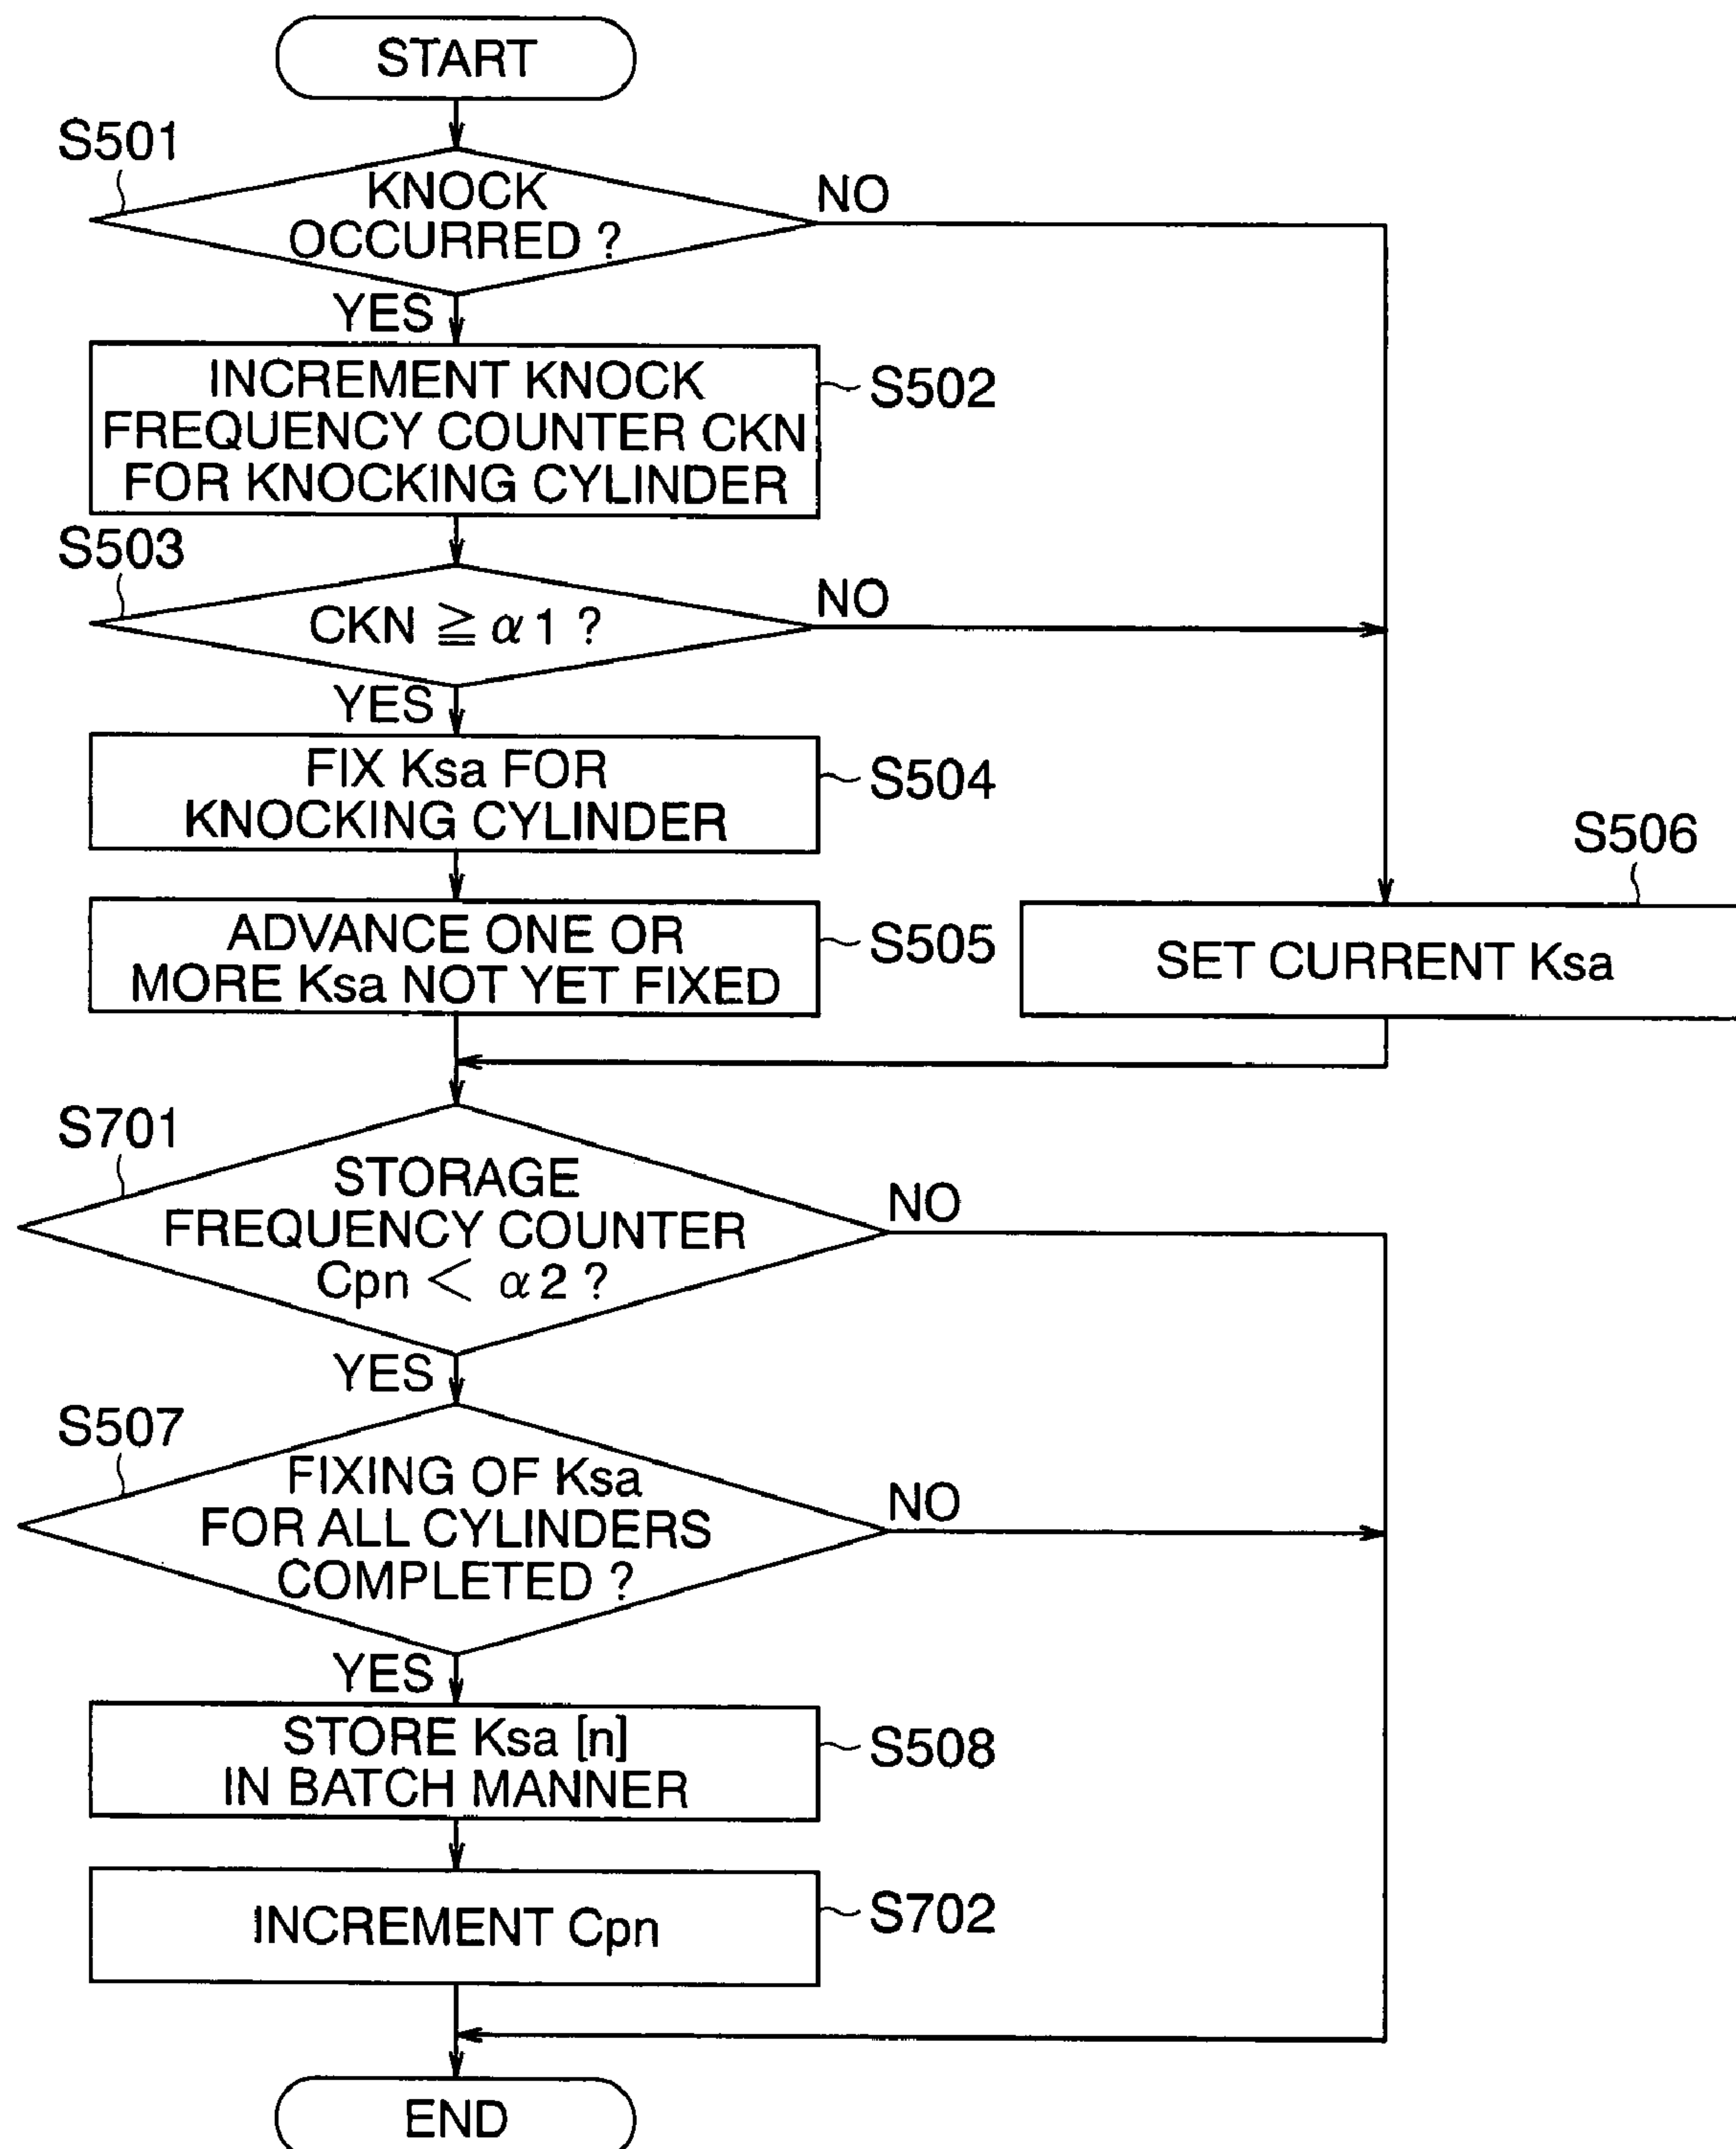 START
S501
KNOCK
OCCURRED ?
NO
YES
INCREMENT KNOCK
FREQUENCY COUNTER CKN
FOR KNOCKING CYLINDER
S502
S503
CKN ≧ α1 ?
NO
YES
FIX Ksa FOR
KNOCKING CYLINDER
S504
ADVANCE ONE OR
MORE Ksa NOT YET FIXED
S505
S506
SET CURRENT Ksa
S701
STORAGE
FREQUENCY COUNTER
Cpn < α2 ?
NO
YES
S507
FIXING OF Ksa
FOR ALL CYLINDERS
COMPLETED ?
NO
YES
STORE Ksa [n]
IN BATCH MANNER
S508
INCREMENT Cpn
S702
END